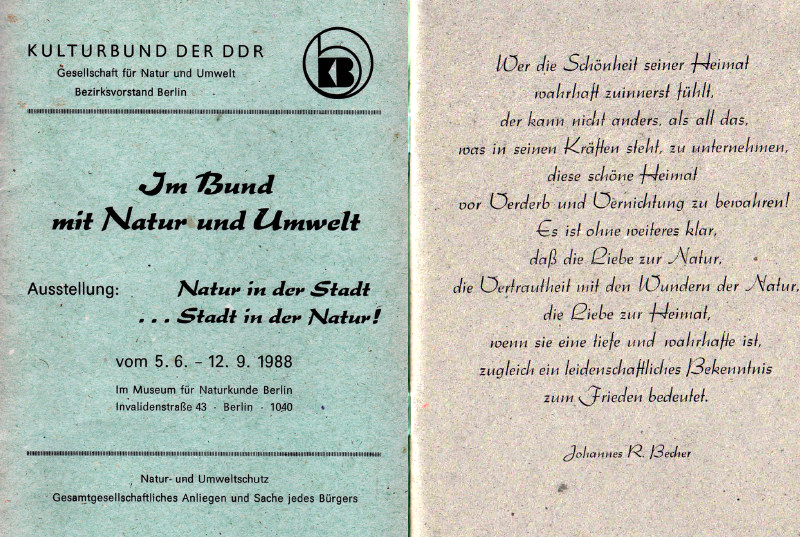 KULTURBUND DER DDR
Gesellschaft für Natur und Umwelt
Bezirksvorstand Berlin
KB
Im Bund
mit Natur und Umwelt
Ausstellung: Natur in der Stadt
... Stadt in der Natur!
vom 5. 6. - 12. 9. 1988
Im Museum für Naturkunde Berlin
Invalidenstraße 43 · Berlin · 1040
Natur- und Umweltschutz
Gesamtgesellschaftliches Anliegen und Sache jedes Bürgers
Wer die Schönheit seiner Heimat
wahrhaft zuinnerst fühlt,
der kann nicht anders, als all das,
was in seinen Kräften steht, zu unternehmen,
diese schöne Heimat
vor Verderb und Vernichtung zu bewahren!
Es ist ohne weiteres klar,
daß die Liebe zur Natur,
die Vertrautheit mit den Wundern der Natur,
die Liebe zur Heimat,
wenn sie eine tiefe und wahrhafte ist,
zugleich ein leidenschaftliches Bekenntnis
zum Frieden bedeutet.
Johannes R. Becher